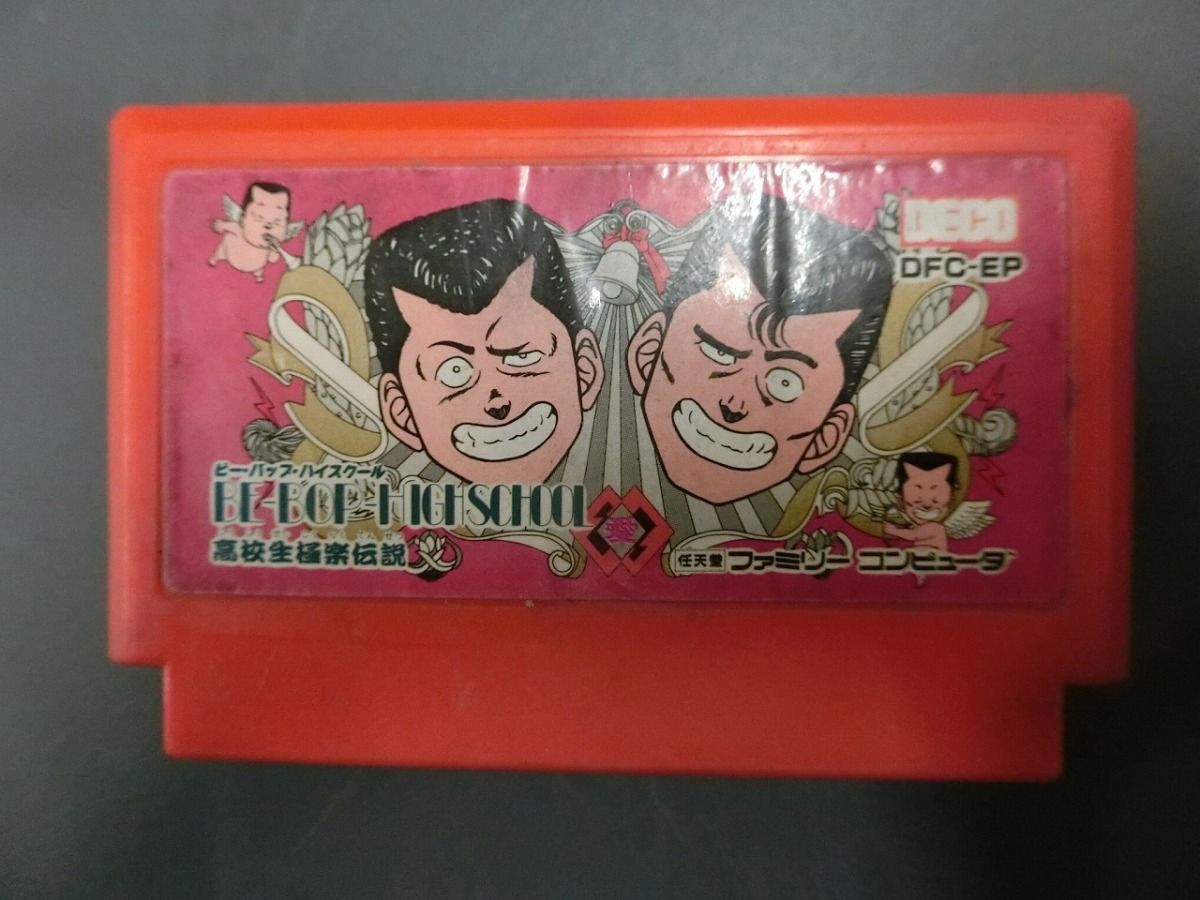 DECO
DFC-EP
ビー・バップ・ハイスクール
BE-BOP-HIGHSCHOOL
高校生極楽伝説
愛
任天堂 ファミリー コンピュータ